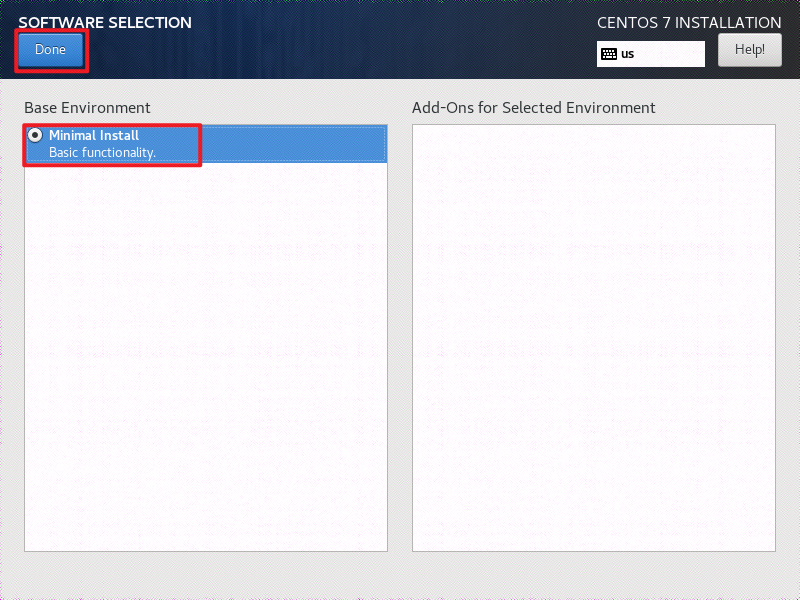 SOFTWARE SELECTION
CENTOS 7 INSTALLATION
Done
us
Help!
Base Environment
Add-Ons for Selected Environment
Minimal Install
Basic functionality.